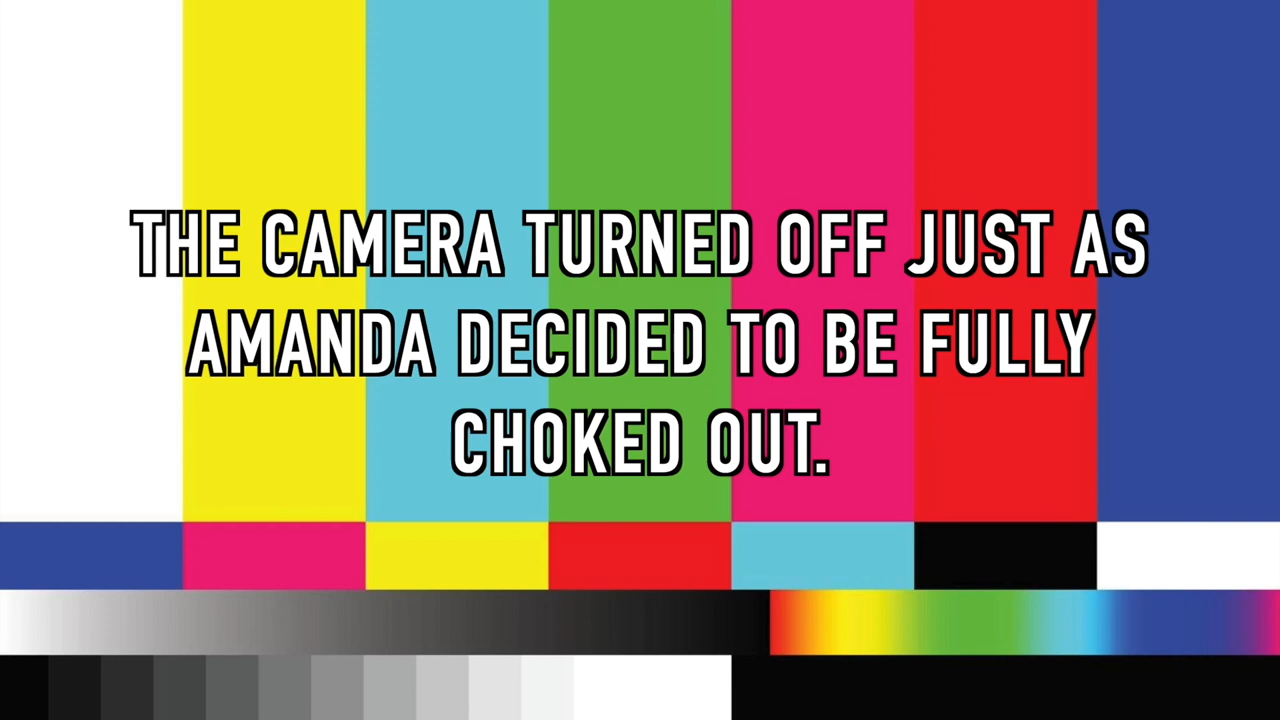 THE CAMERA TURNED OFF JUST AS
AMANDA DECIDED TO BE FULLY
CHOKED OUT.